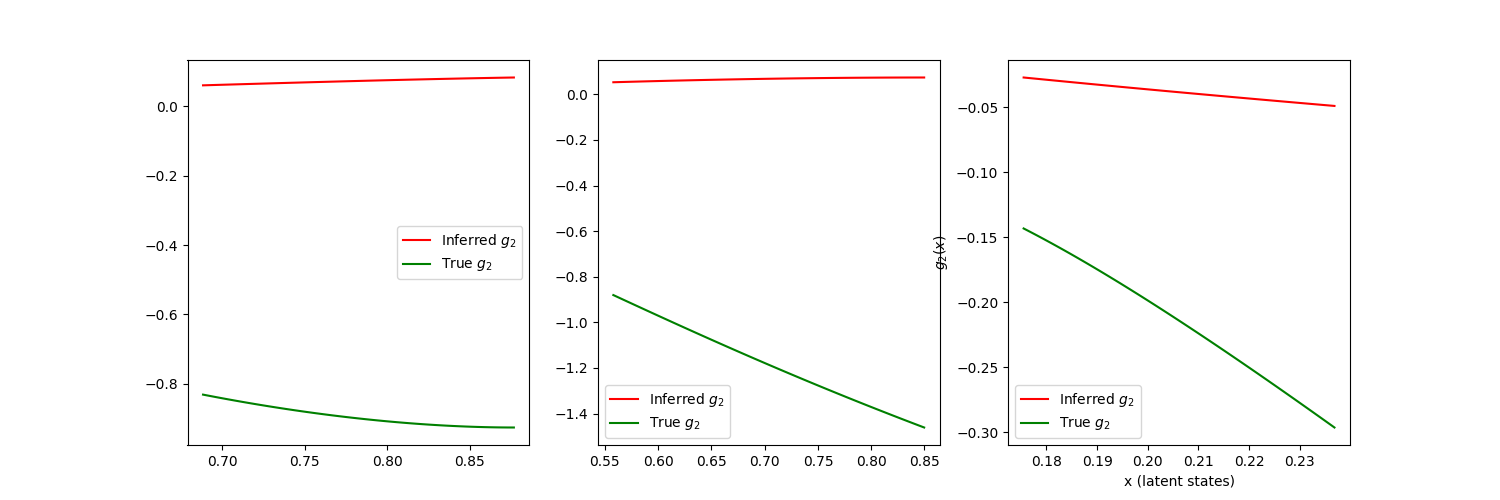 0.0
−0.2
−0.4
−0.6
−0.8
0.70 0.75 0.80 0.85
Inferred g₂
True g₂
0.0
−0.2
−0.4
−0.6
−0.8
−1.0
−1.2
−1.4
0.55 0.60 0.65 0.70 0.75 0.80 0.85
Inferred g₂
True g₂
g₂(x)
−0.05
−0.10
−0.15
−0.20
−0.25
−0.30
0.18 0.19 0.20 0.21 0.22 0.23
x (latent states)
Inferred g₂
True g₂